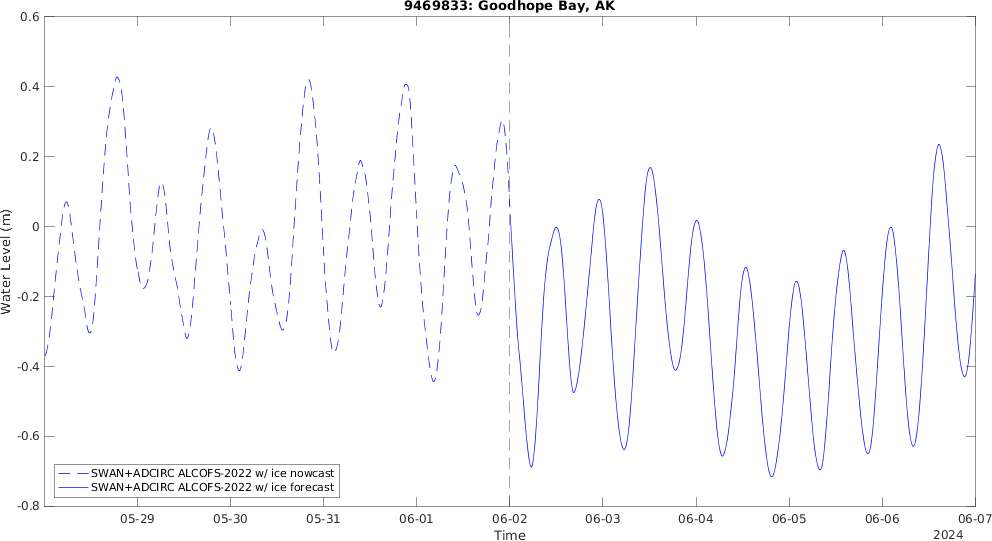 9469833: Goodhope Bay, AK
0.6
0.4
0.2
0
-0.2
-0.4
-0.6
-0.8
Water Level (m)
SWAN+ADCIRC ALCOFS-2022 w/ ice nowcast
SWAN+ADCIRC ALCOFS-2022 w/ ice forecast
05-29 05-30 05-31 06-01 06-02 06-03 06-04 06-05 06-06 06-07
Time
2024